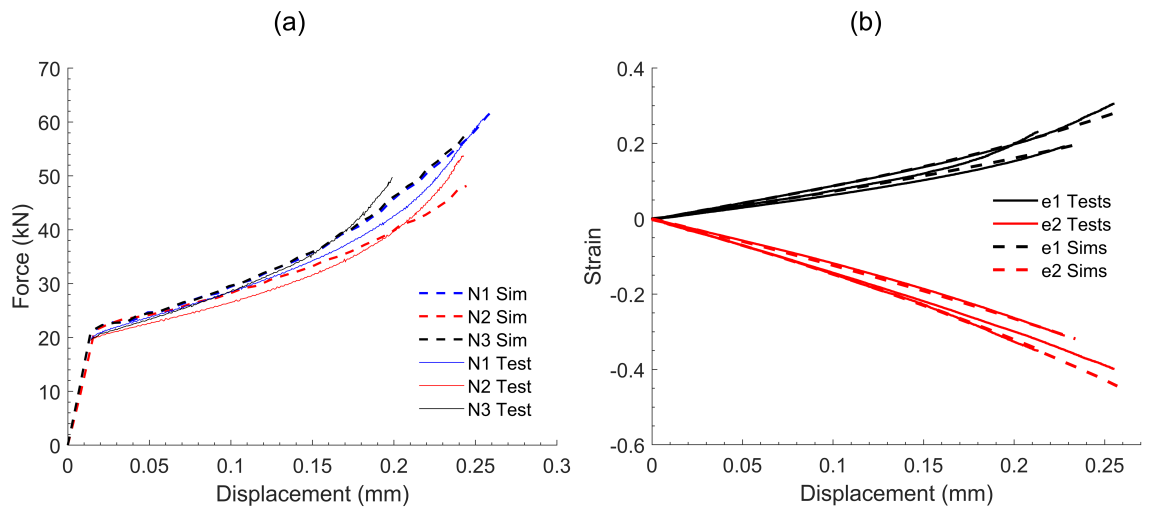 (a)
70
60
50
40
30
20
10
0
Force (kN)
0
0.05
0.1
0.15
0.2
0.25
0.3
Displacement (mm)
N1 Sim
N2 Sim
N3 Sim
N1 Test
N2 Test
N3 Test
(b)
0.4
0.2
0
-0.2
-0.4
-0.6
Strain
0
0.05
0.1
0.15
0.2
0.25
Displacement (mm)
e1 Tests
e2 Tests
e1 Sims
e2 Sims